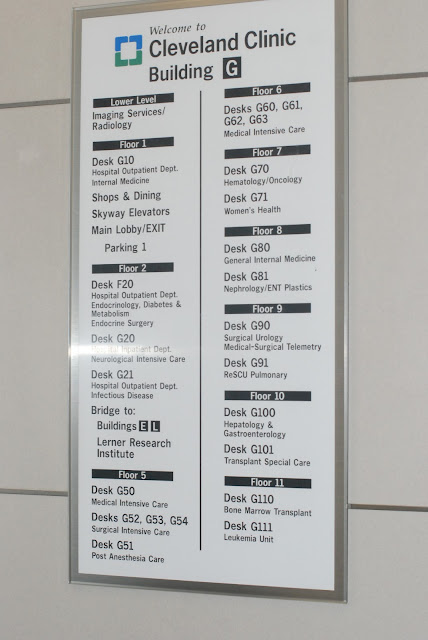 Welcome to
Cleveland Clinic
Building G
Lower Level
Imaging Services/
Radiology
Floor 1
Desk G10
Hospital Outpatient Dept.
Internal Medicine
Shops & Dining
Skyway Elevators
Main Lobby/EXIT
Parking 1
Floor 2
Desk F20
Hospital Outpatient Dept.
Endocrinology, Diabetes &
Metabolism
Endocrine Surgery
Desk G20
Inpatient Dept.
Neurological Intensive Care
Desk G21
Hospital Outpatient Dept.
Infectious Disease
Bridge to:
Buildings E L
Lerner Research
Institute
Floor 5
Desk G50
Medical Intensive Care
Desks G52, G53, G54
Surgical Intensive Care
Desk G51
Post Anesthesia Care
Floor 6
Desks G60, G61,
G62, G63
Medical Intensive Care
Floor 7
Desk G70
Hematology/Oncology
Desk G71
Women's Health
Floor 8
Desk G80
General Internal Medicine
Desk G81
Nephrology/ENT Plastics
Floor 9
Desk G90
Surgical Urology
Medical-Surgical Telemetry
Desk G91
ReSCU Pulmonary
Floor 10
Desk G100
Hepatology &
Gastroenterology
Desk G101
Transplant Special Care
Floor 11
Desk G110
Bone Marrow Transplant
Desk G111
Leukemia Unit